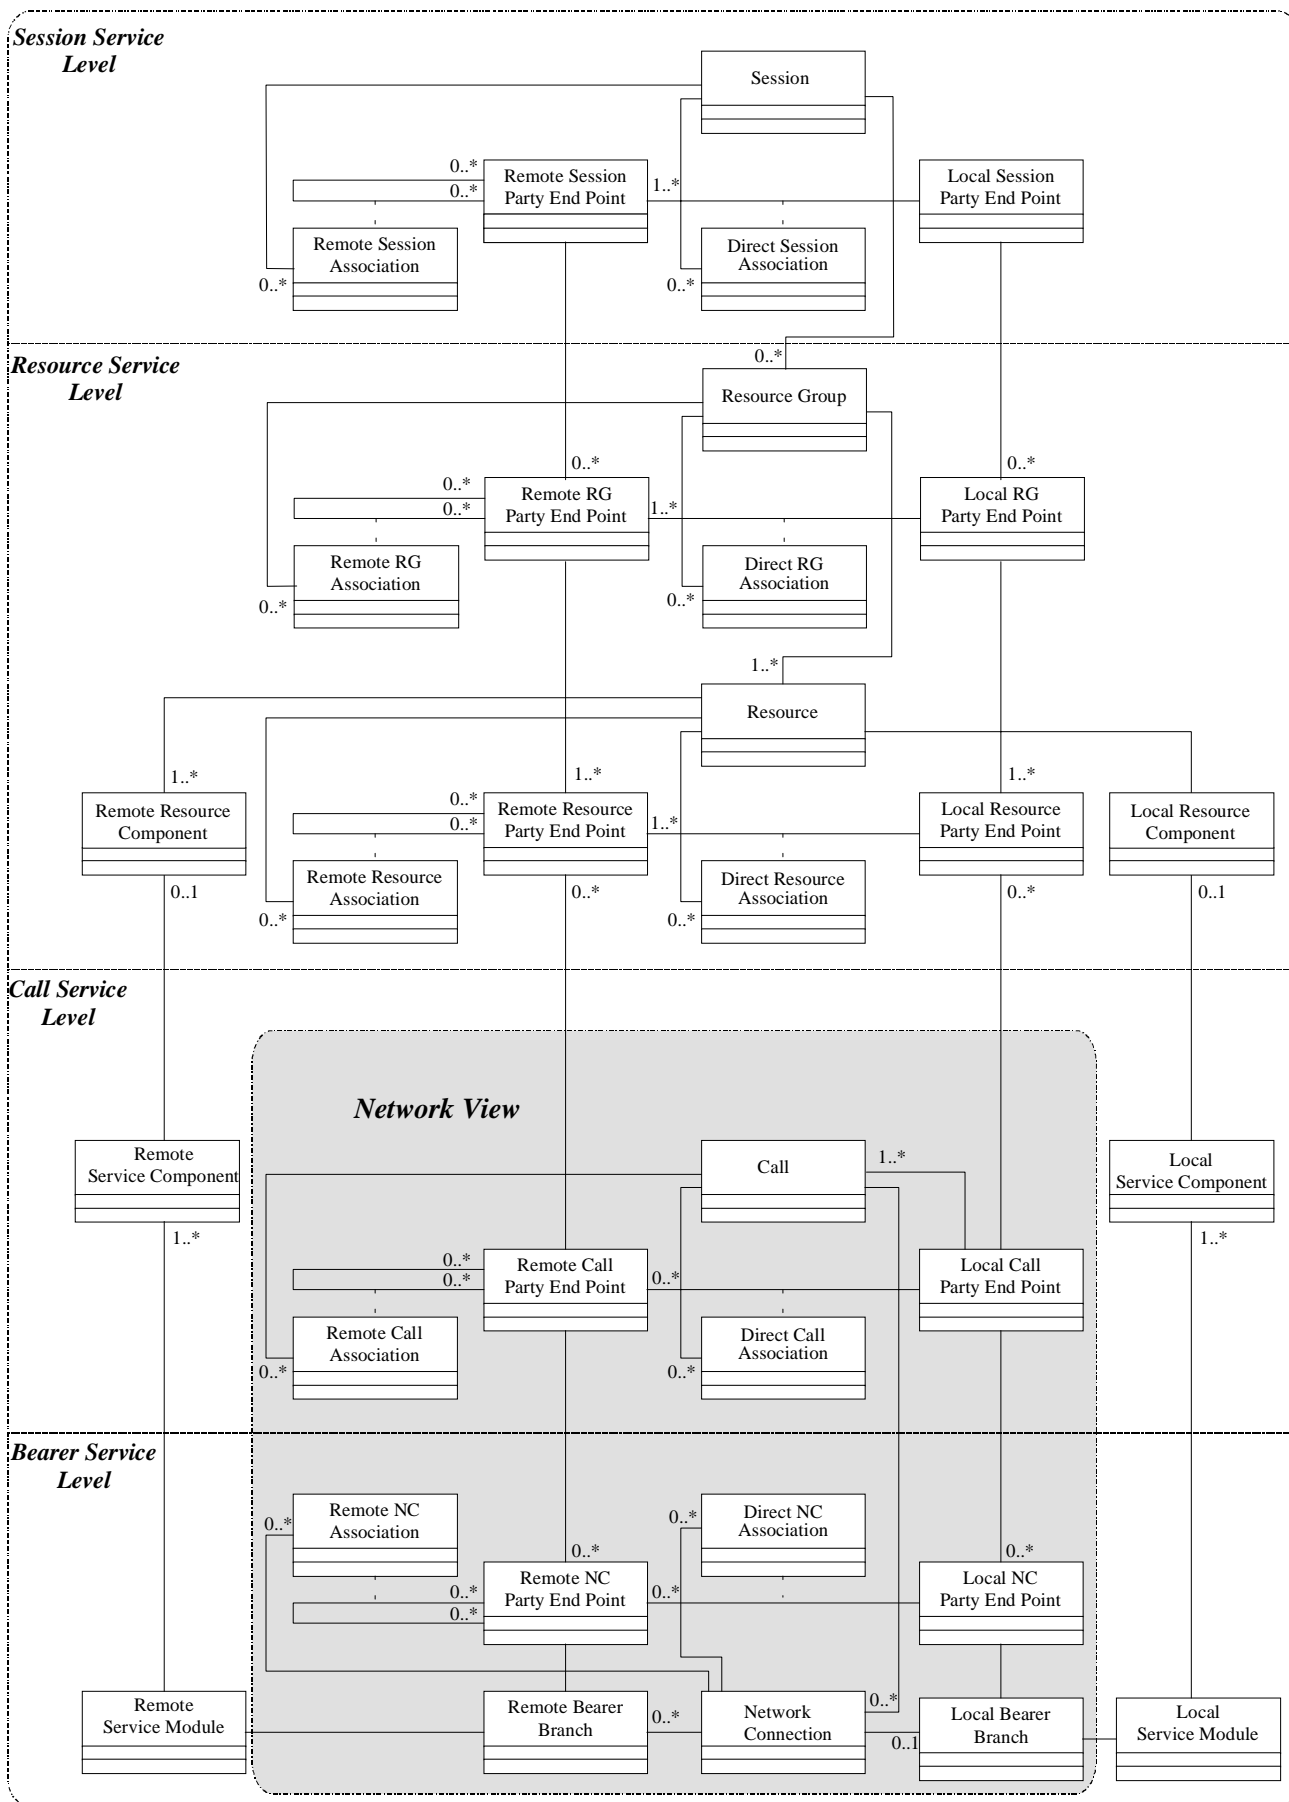 Session Service
Level
Session
0..*
0..*
Remote Session
Party End Point
1..*
Local Session
Party End Point
Remote Session
Association
0..*
Direct Session
Association
0..*
Resource Service
Level
0..*
Resource Group
0..*
0..*
0..*
0..*
Remote RG
Party End Point
1..*
Local RG
Party End Point
Remote RG
Association
0..*
Direct RG
Association
0..*
1..*
Resource
1..*
1..*
1..*
Remote Resource
Component
0..*
0..*
Remote Resource
Party End Point
1..*
Local Resource
Party End Point
Local Resource
Component
0..1
Remote Resource
Association
0..*
0..*
Direct Resource
Association
0..*
0..*
0..1
Call Service
Level
Network View
Remote
Service Component
Call
1..*
Local
Service Component
1..*
1..*
0..*
0..*
Remote Call
Party End Point
0..*
Local Call
Party End Point
Remote Call
Association
0..*
Direct Call
Association
0..*
Bearer Service
Level
Remote NC
Association
0..*
Direct NC
Association
0..*
0..*
0..*
0..*
0..*
Remote NC
Party End Point
0..*
Local NC
Party End Point
Remote
Service Module
Remote Bearer
Branch
0..*
Network
Connection
0..*
0..1
Local Bearer
Branch
Local
Service Module